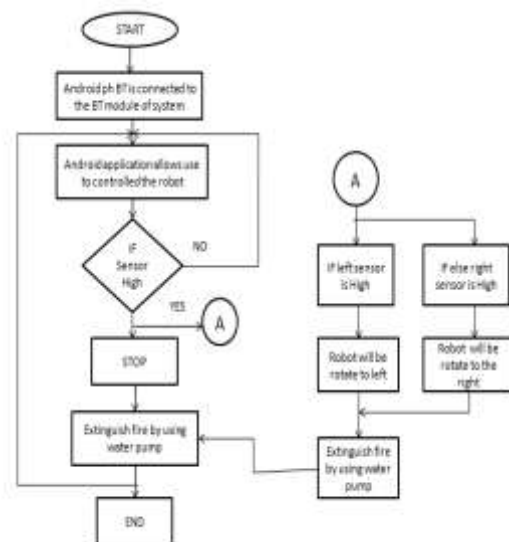 START
Android ph BT is connected to
the BT module of system
Android application allows use
to controlled the robot
IF
Sensor
High
NO
YES
A
STOP
Extinguish fire by using
water pump
END
A
IF left sensor
is High
IF else right
sensor is High
Robot will be
rotate to left
Robot will be
rotate to the
right
Extinguish fire
by using water
pump